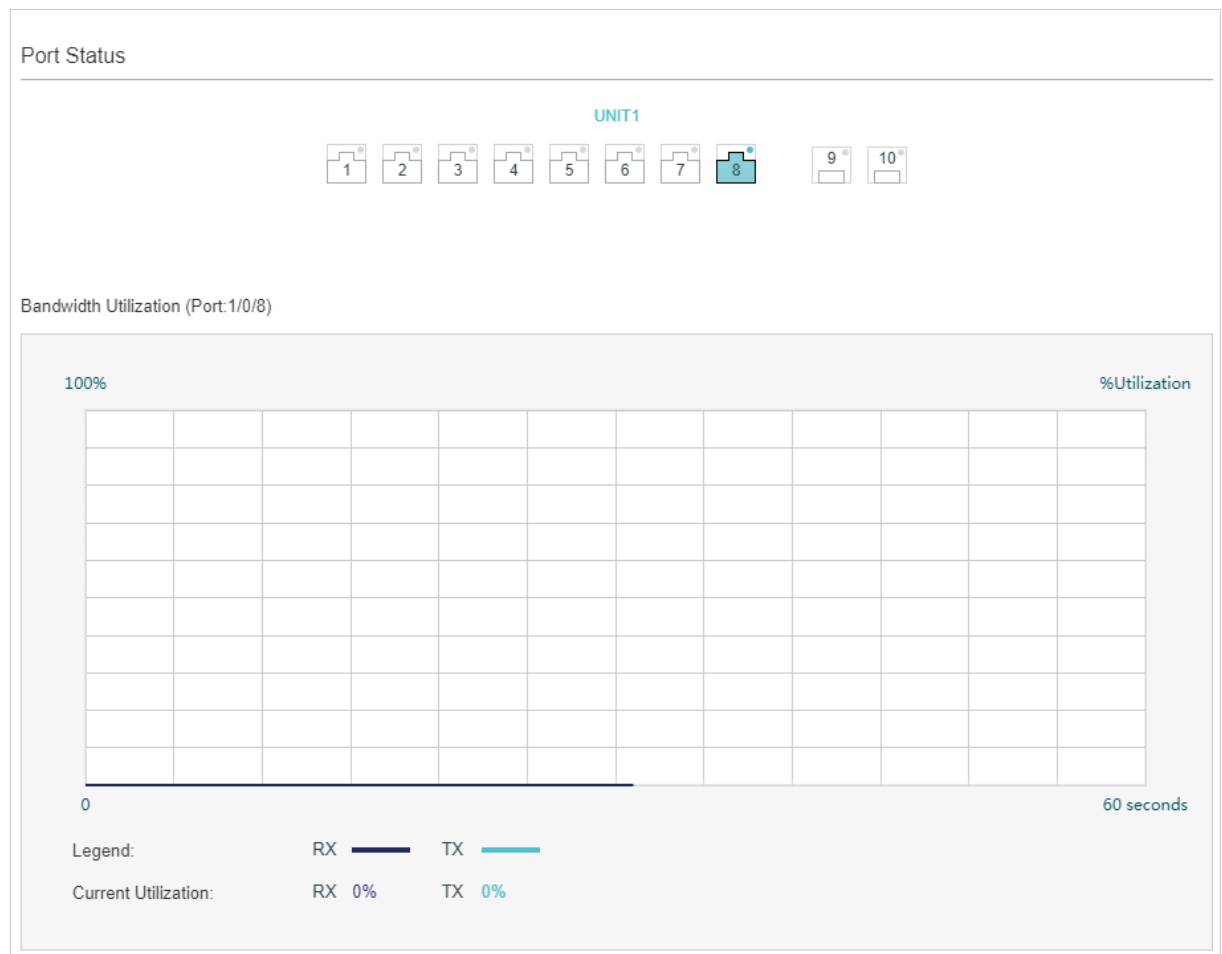 Port Status
UNIT1
1 2 3 4 5 6 7 8 9 10
Bandwidth Utilization (Port:1/0/8)
100% %Utilization
0 60 seconds
Legend: RX TX
Current Utilization: RX 0% TX 0%